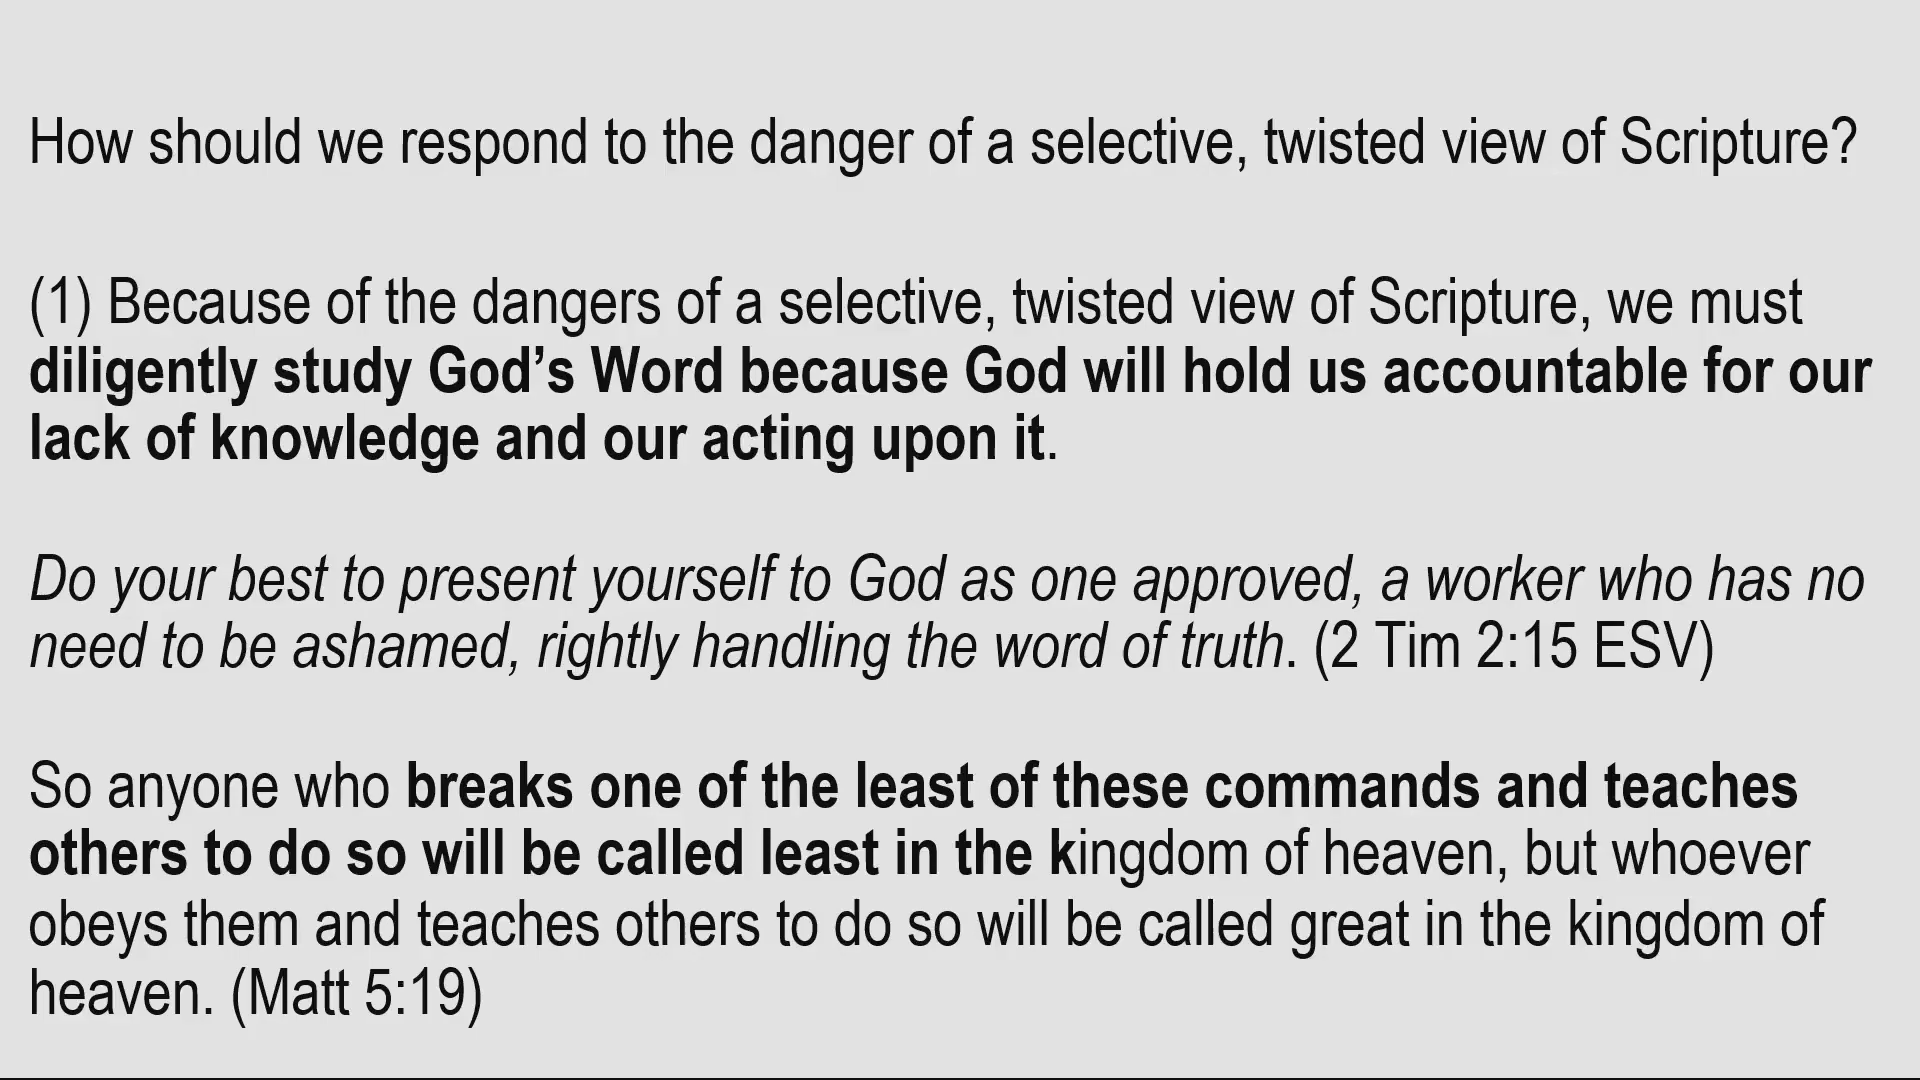 How should we respond to the danger of a selective, twisted view of Scripture?
(1) Because of the dangers of a selective, twisted view of Scripture, we must
diligently study God’s Word because God will hold us accountable for our
lack of knowledge and our acting upon it.
Do your best to present yourself to God as one approved, a worker who has no
need to be ashamed, rightly handling the word of truth. (2 Tim 2:15 ESV)
So anyone who breaks one of the least of these commands and teaches
others to do so will be called least in the kingdom of heaven, but whoever
obeys them and teaches others to do so will be called great in the kingdom of
heaven. (Matt 5:19)